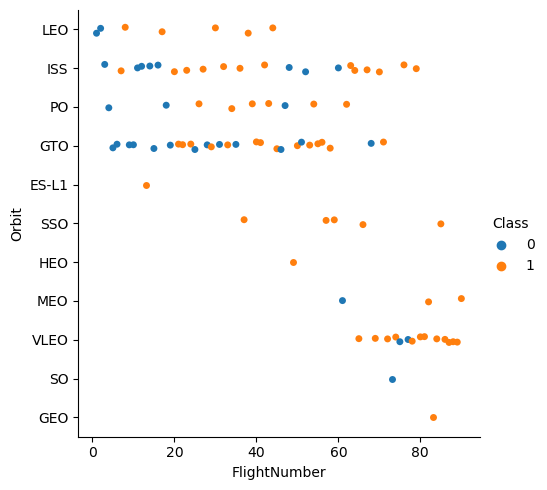 LEO
ISS
PO
GTO
ES-L1
SSO
HEO
MEO
VLEO
SO
GEO
Orbit
0 20 40 60 80
FlightNumber
Class
0
1